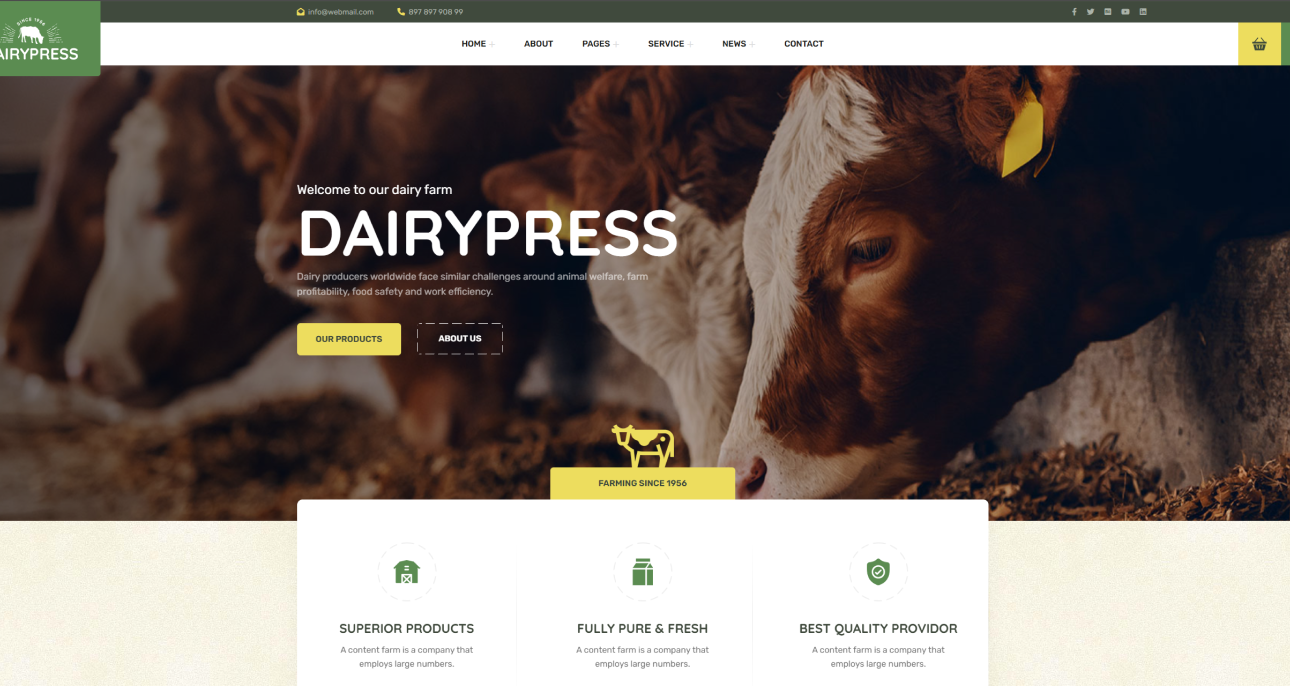 info@webmail.com
897 897 908 99
SINCE 1956
AIRYPRESS
HOME +
ABOUT
PAGES +
SERVICE +
NEWS +
CONTACT
Welcome to our dairy farm
DAIRYPRESS
Dairy producers worldwide face similar challenges around animal welfare, farm
profitability, food safety and work efficiency.
OUR PRODUCTS
ABOUT US
FARMING SINCE 1956
SUPERIOR PRODUCTS
FULLY PURE & FRESH
BEST QUALITY PROVIDOR
A content farm is a company that
employs large numbers.
A content farm is a company that
employs large numbers.
A content farm is a company that
employs large numbers.